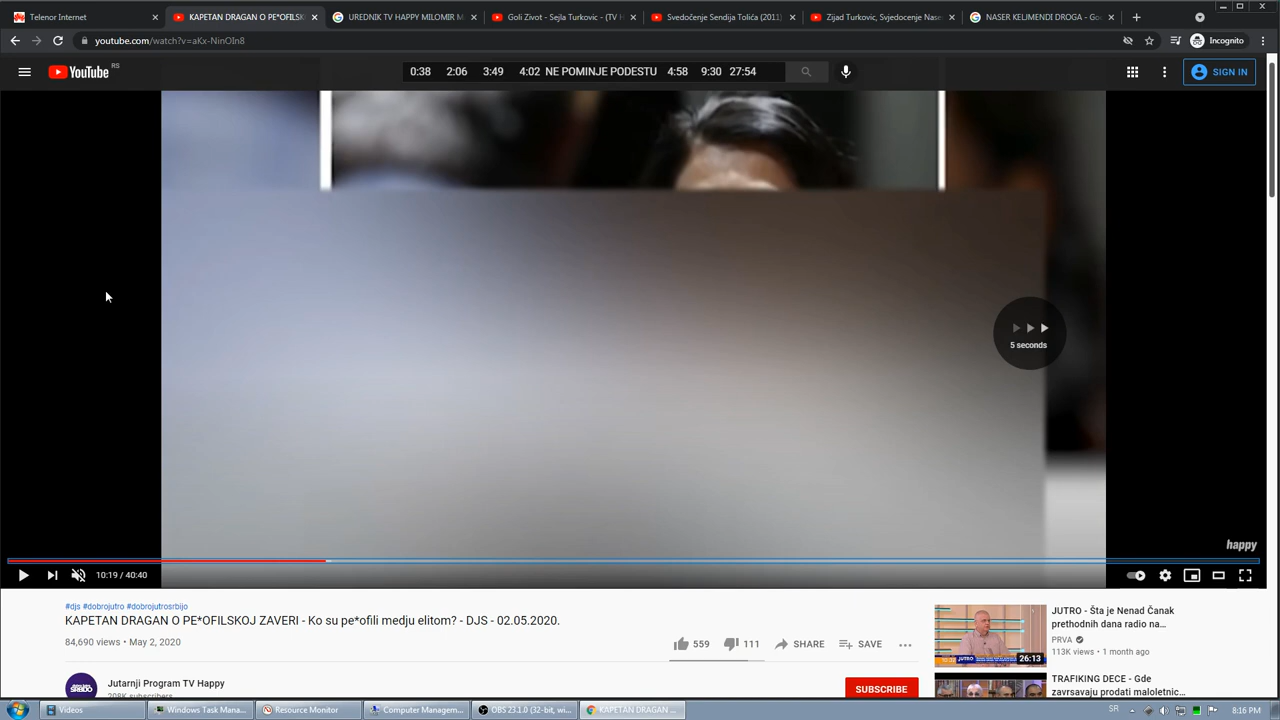 Telenor Internet
KAPETAN DRAGAN O PE*OFILSK
UREDNIK TV HAPPY MILOMIR M
Goli Zivot - Sejla Turkovic - (TV H
Svedočenje Sendija Tolića (2011)
Zijad Turkovic, Svjedocenje Nase
NASER KELJMENDI DROGA - Goo
youtube.com/watch?v=aKx-NinOIn8
Incognito
YouTube RS
0:38 2:06 3:49 4:02 NE POMINJE PODESTU 4:58 9:30 27:54
SIGN IN
5 seconds
happy
10:19 / 40:40
#djs #dobrojutro #dobrojutrosrbijo
KAPETAN DRAGAN O PE*OFILSKOJ ZAVERI - Ko su pe*ofili medju elitom? - DJS - 02.05.2020.
84,690 views • May 2, 2020
559
111
SHARE
SAVE
Jutarnji Program TV Happy
208K subscribers
SUBSCRIBE
JUTRO - Šta je Nenad Čanak
prethodnih dana radio na...
PRVA
113K views • 1 month ago
JUTRO
26:13
TRAFIKING DECE - Gde
zavrsavaju prodati maloletnic...
Videos
Windows Task Mana...
Resource Monitor
Computer Managem...
OBS 23.1.0 (32-bit, wi...
KAPETAN DRAGAN ...
SR
8:16 PM